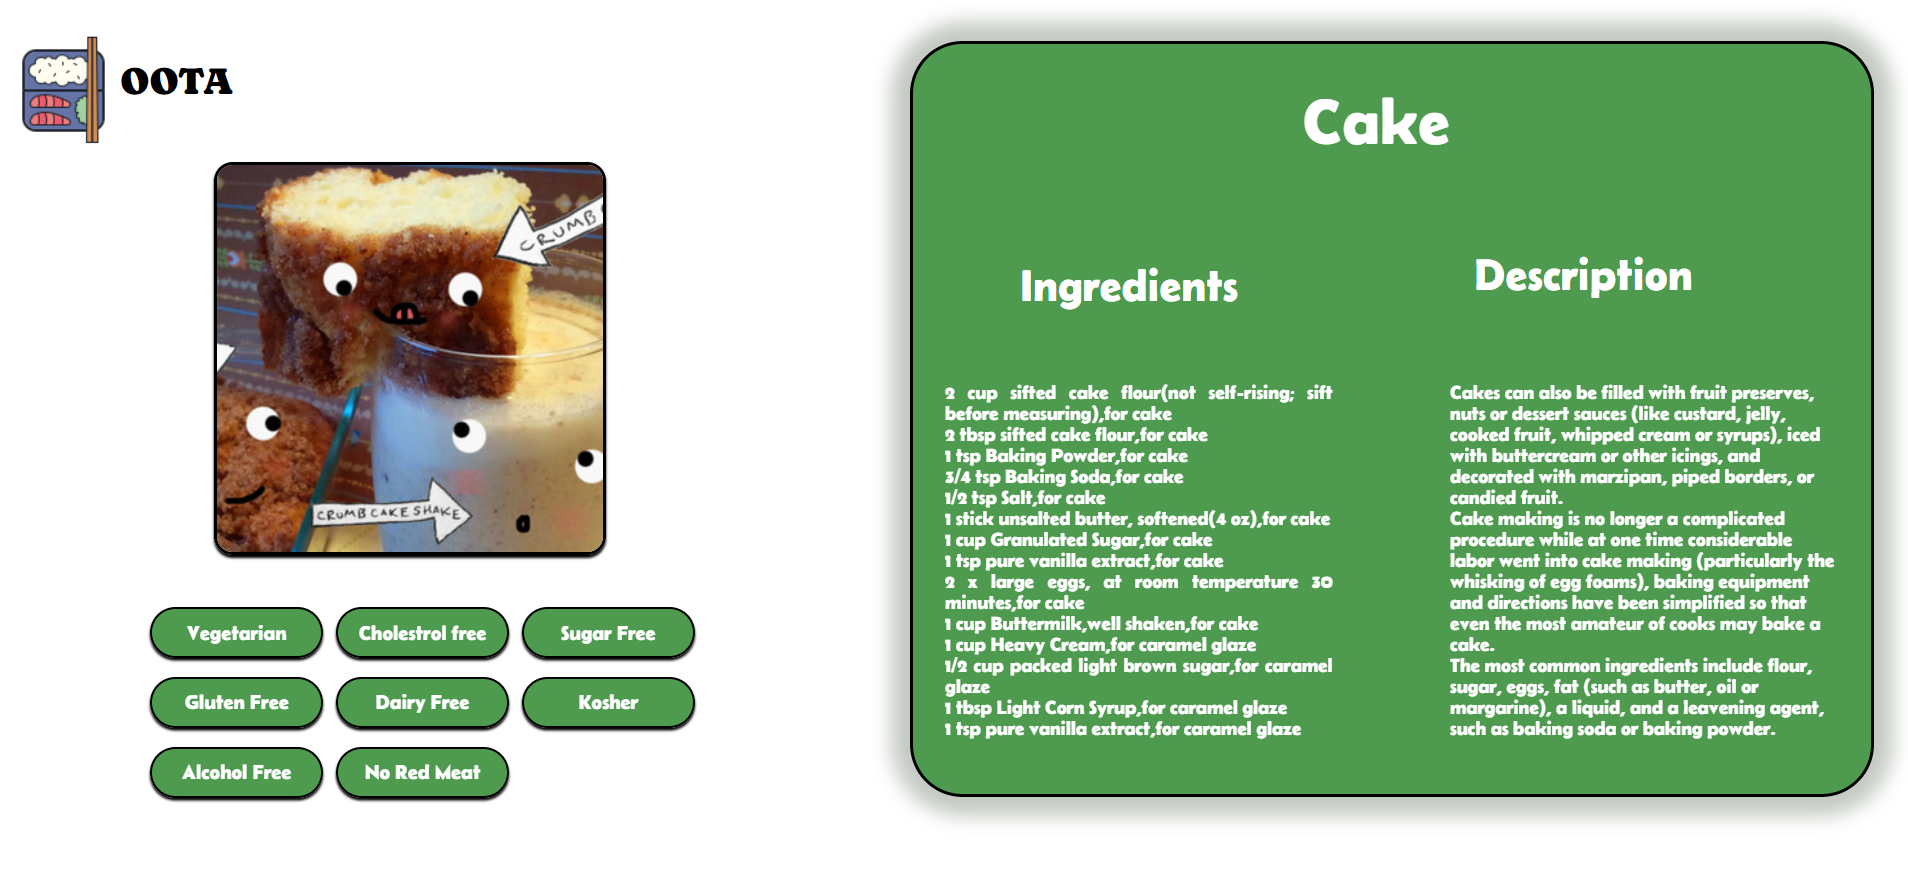 OOTA
CRUMB
CRUMB CAKE SHAKE
Vegetarian
Cholestrol free
Sugar Free
Gluten Free
Dairy Free
Kosher
Alcohol Free
No Red Meat
Cake
Ingredients
2 cup sifted cake flour(not self-rising; sift
before measuring),for cake
2 tbsp sifted cake flour,for cake
1 tsp Baking Powder,for cake
3/4 tsp Baking Soda,for cake
1/2 tsp Salt,for cake
1 stick unsalted butter, softened(4 oz),for cake
1 cup Granulated Sugar,for cake
1 tsp pure vanilla extract,for cake
2 x large eggs, at room temperature 30
minutes,for cake
1 cup Buttermilk,well shaken,for cake
1 cup Heavy Cream,for caramel glaze
1/2 cup packed light brown sugar,for caramel
glaze
1 tbsp Light Corn Syrup,for caramel glaze
1 tsp pure vanilla extract,for caramel glaze
Description
Cakes can also be filled with fruit preserves,
nuts or dessert sauces (like custard, jelly,
cooked fruit, whipped cream or syrups), iced
with buttercream or other icings, and
decorated with marzipan, piped borders, or
candied fruit.
Cake making is no longer a complicated
procedure while at one time considerable
labor went into cake making (particularly the
whisking of egg foams), baking equipment
and directions have been simplified so that
even the most amateur of cooks may bake a
cake.
The most common ingredients include flour,
sugar, eggs, fat (such as butter, oil or
margarine), a liquid, and a leavening agent,
such as baking soda or baking powder.